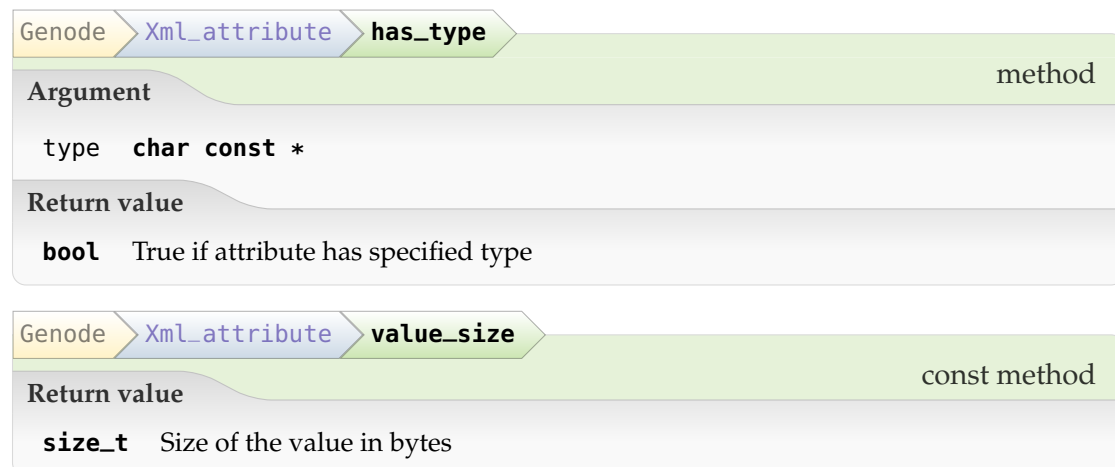 Genode Xml_attribute has_type
method
Argument
type char const *
Return value
bool True if attribute has specified type
Genode Xml_attribute value_size
const method
Return value
size_t Size of the value in bytes